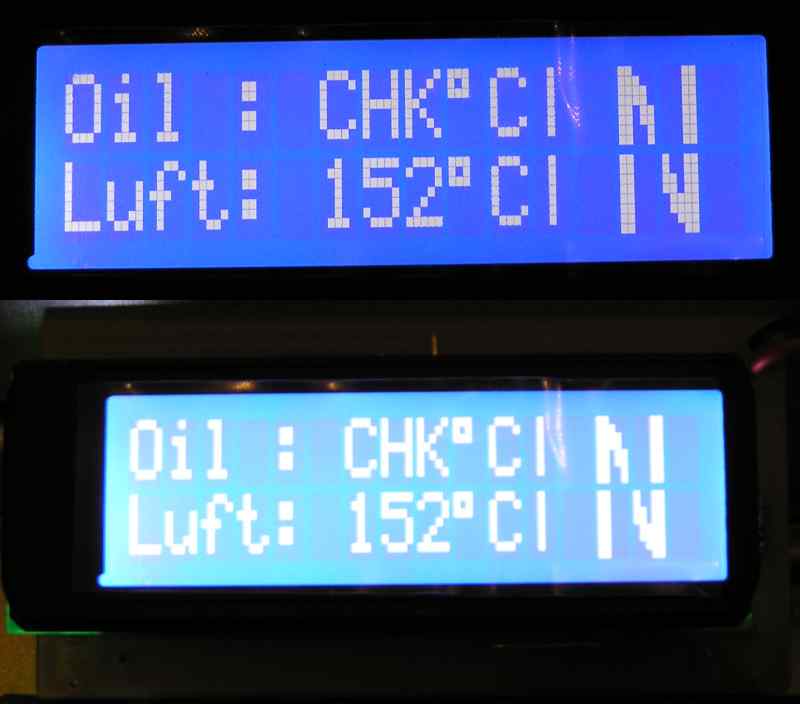 Oil : CHK°C| N
Luft: 152°C|
Oil : CHK°C| N
Luft: 152°C|